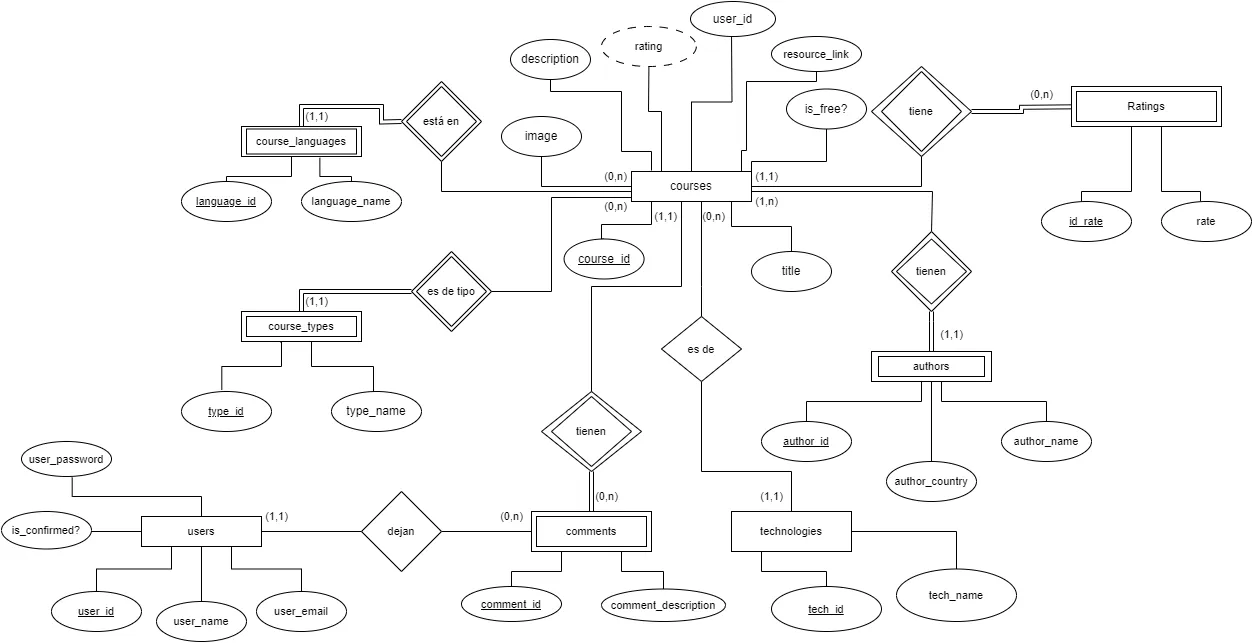 user_id
rating
description
resource_link
is_free?
image
tiene
(0,n)
Ratings
(1,1)
está en
course_languages
language_id
language_name
(0,n)
courses
(1,1)
(0,n)
(1,1)
(0,n)
(1,n)
id_rate
rate
course_id
title
tienen
es de tipo
(1,1)
course_types
type_id
type_name
es de
(1,1)
authors
author_id
author_name
author_country
tienen
(0,n)
user_password
is_confirmed?
users
(1,1)
dejan
(0,n)
comments
(1,1)
technologies
user_id
user_name
user_email
comment_id
comment_description
tech_id
tech_name